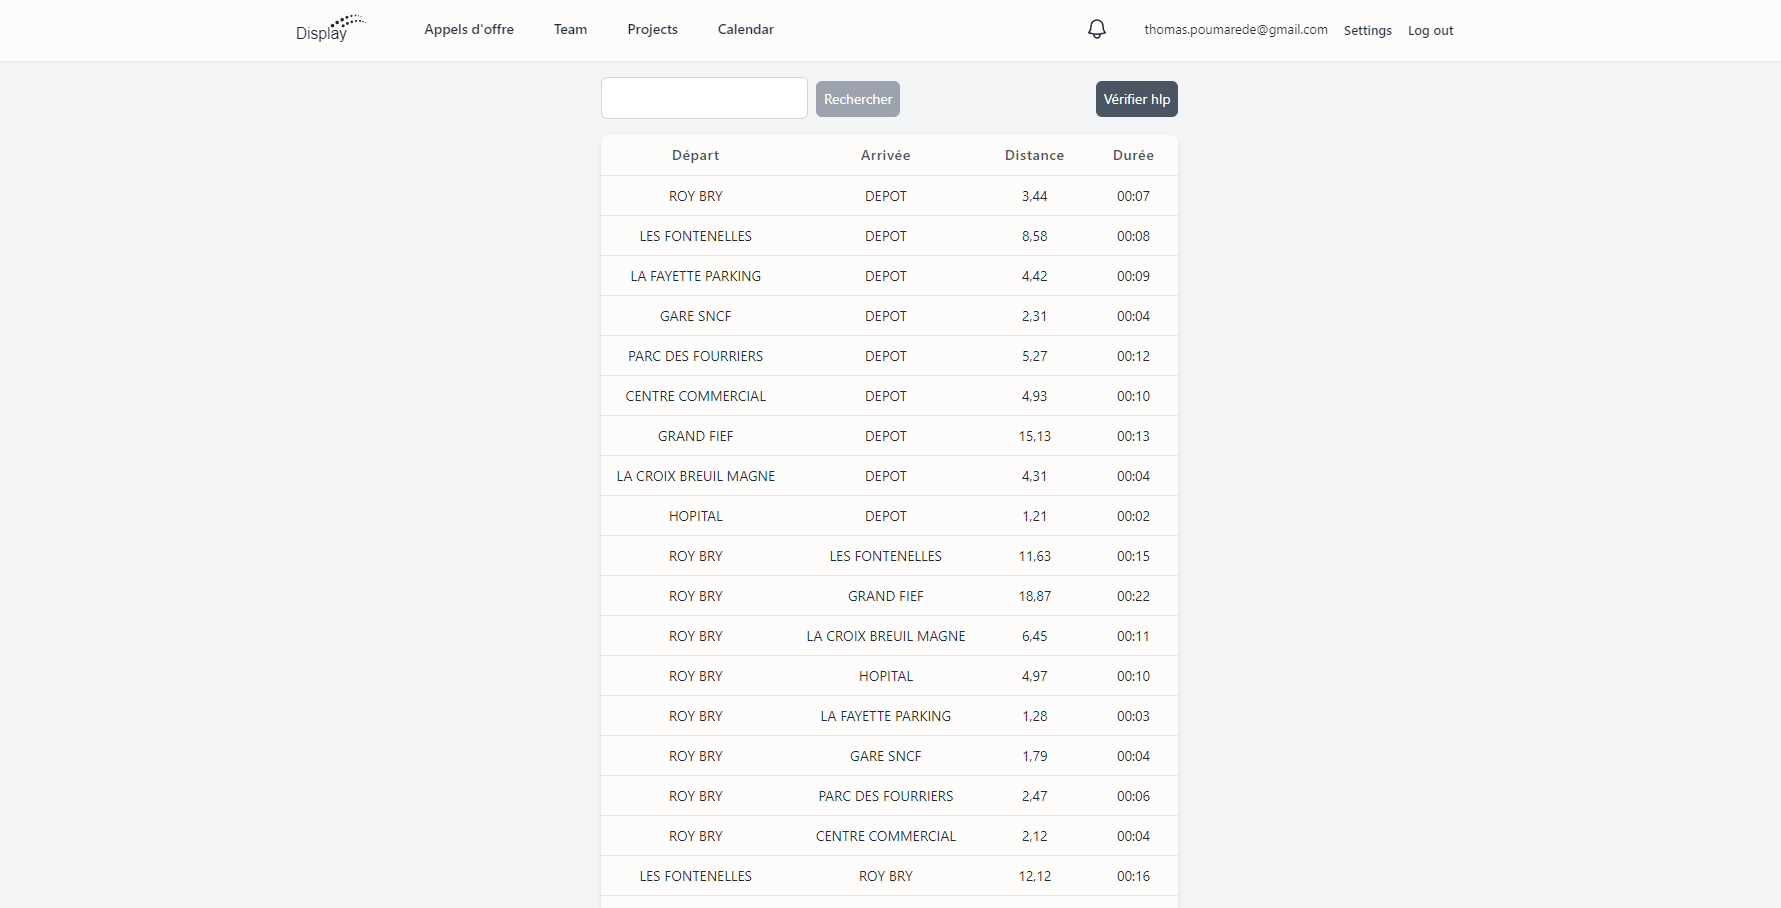 Display
Appels d'offre
Team
Projects
Calendar
thomas.poumarede@gmail.com
Settings
Log out
Rechercher
Vérifier hlp
Départ Arrivée Distance Durée
ROY BRY DEPOT 3,44 00:07
LES FONTENELLES DEPOT 8,58 00:08
LA FAYETTE PARKING DEPOT 4,42 00:09
GARE SNCF DEPOT 2,31 00:04
PARC DES FOURRIERS DEPOT 5,27 00:12
CENTRE COMMERCIAL DEPOT 4,93 00:10
GRAND FIEF DEPOT 15,13 00:13
LA CROIX BREUIL MAGNE DEPOT 4,31 00:04
HOPITAL DEPOT 1,21 00:02
ROY BRY LES FONTENELLES 11,63 00:15
ROY BRY GRAND FIEF 18,87 00:22
ROY BRY LA CROIX BREUIL MAGNE 6,45 00:11
ROY BRY HOPITAL 4,97 00:10
ROY BRY LA FAYETTE PARKING 1,28 00:03
ROY BRY GARE SNCF 1,79 00:04
ROY BRY PARC DES FOURRIERS 2,47 00:06
ROY BRY CENTRE COMMERCIAL 2,12 00:04
LES FONTENELLES ROY BRY 12,12 00:16